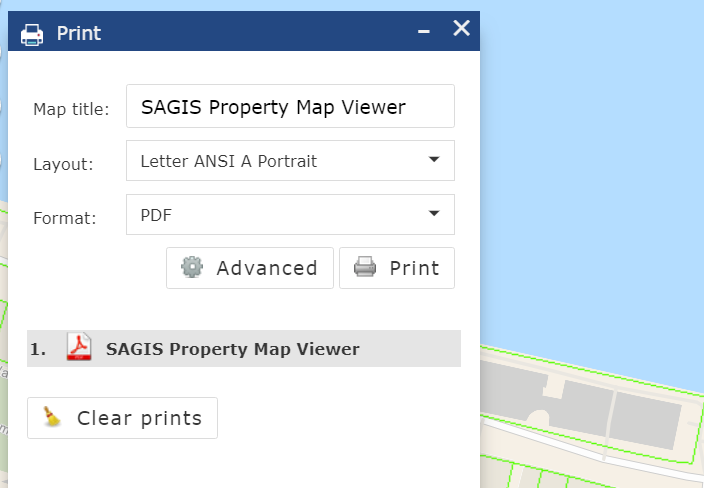 Print
Map title: SAGIS Property Map Viewer
Layout: Letter ANSI A Portrait
Format: PDF
Advanced Print
1. SAGIS Property Map Viewer
Clear prints